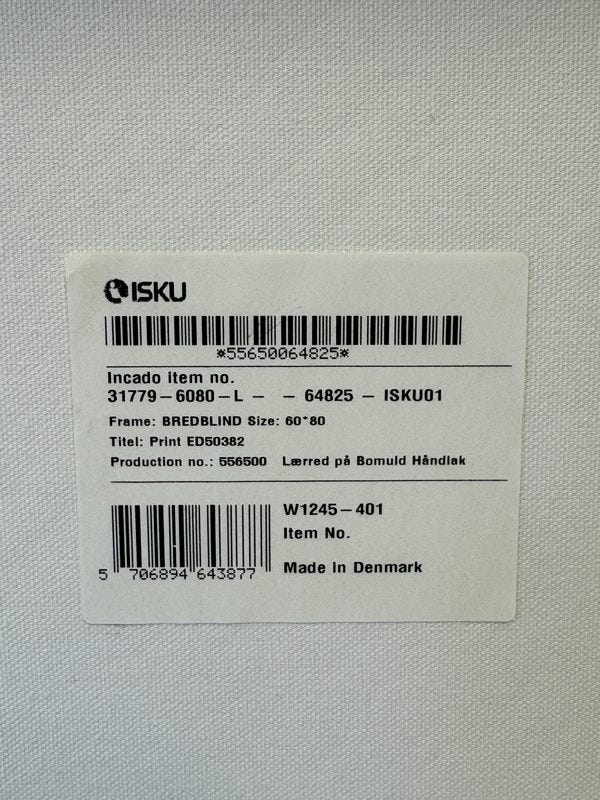 ISKU
*55650064825*
Incado item no.
31779-6080-L - - 64825 - ISKU01
Frame: BREDBLIND Size: 60*80
Titel: Print ED50382
Production no.: 556500 Lærred på Bomuld Håndlak
W1245-401
Item No.
Made in Denmark
5 706894 643877